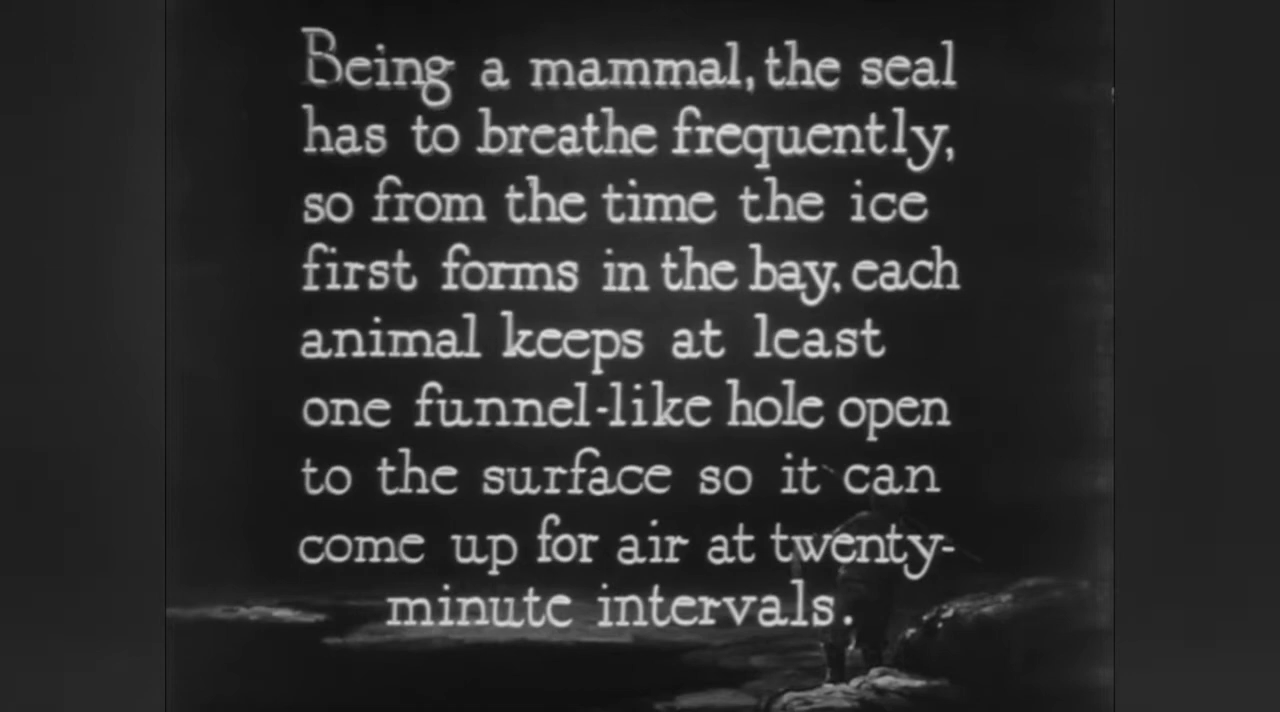 Being a mammal, the seal
has to breathe frequently,
so from the time the ice
first forms in the bay, each
animal keeps at least
one funnel-like hole open
to the surface so it can
come up for air at twenty-
minute intervals.